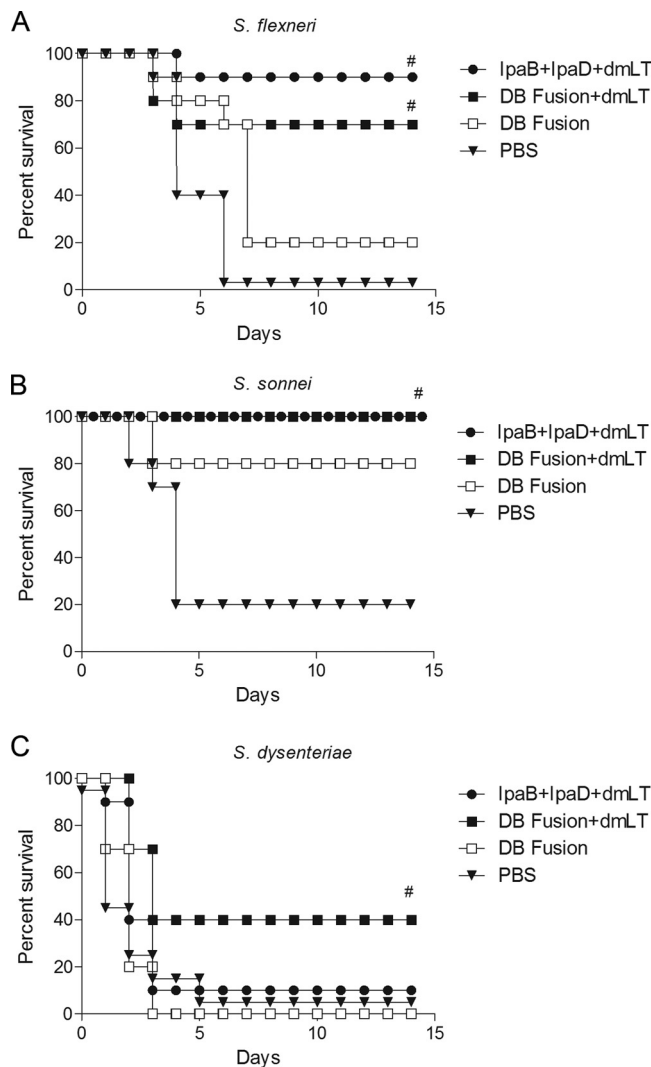 A
S. flexneri
Percent survival
100
80
60
40
20
0
#
#
IpaB+IpaD+dmLT
DB Fusion+dmLT
DB Fusion
PBS
0 5 10 15
Days
B
S. sonnei
Percent survival
100
80
60
40
20
0
#
IpaB+IpaD+dmLT
DB Fusion+dmLT
DB Fusion
PBS
0 5 10 15
Days
C
S. dysenteriae
Percent survival
100
80
60
40
20
0
#
IpaB+IpaD+dmLT
DB Fusion+dmLT
DB Fusion
PBS
0 5 10 15
Days